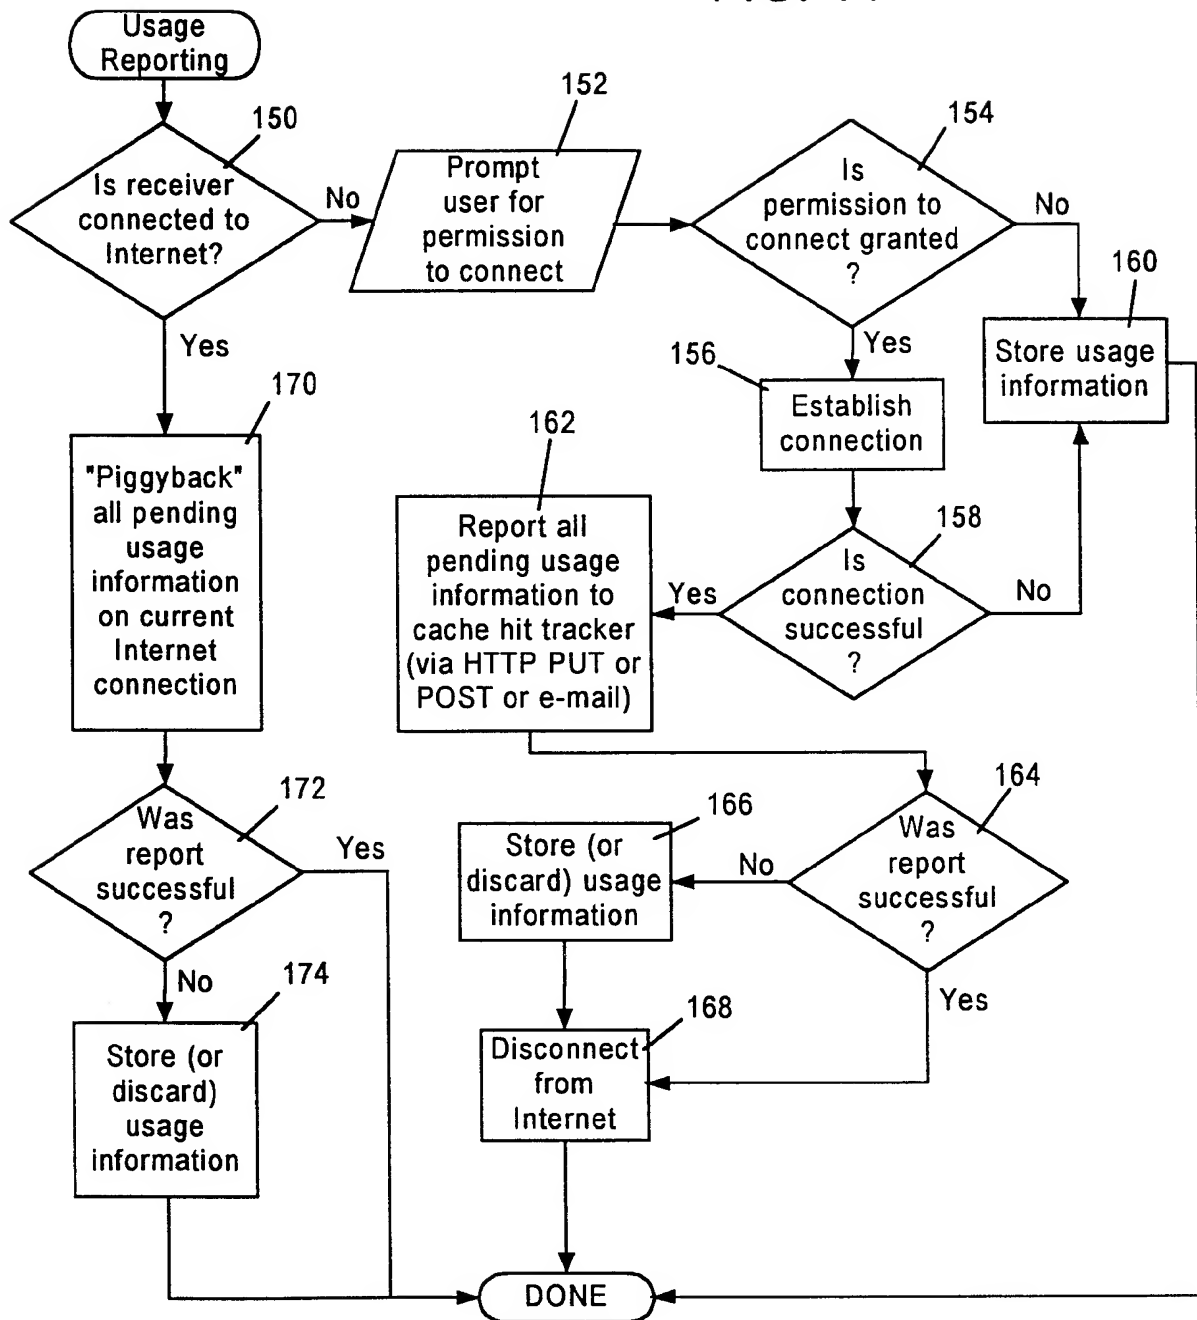 Usage
Reporting
150
Is receiver
connected to
Internet?
No
Yes
152
Prompt
user for
permission
to connect
154
Is
permission to
connect granted
?
No
Yes
160
Store usage
information
156
Establish
connection
158
Is
connection
successful
?
No
Yes
162
Report all
pending usage
information to
cache hit tracker
(via HTTP PUT or
POST or e-mail)
170
"Piggyback"
all pending
usage
information
on current
Internet
connection
172
Was
report
successful
?
Yes
No
174
Store (or
discard)
usage
information
164
Was
report
successful
?
No
Yes
166
Store (or
discard) usage
information
168
Disconnect
from
Internet
DONE